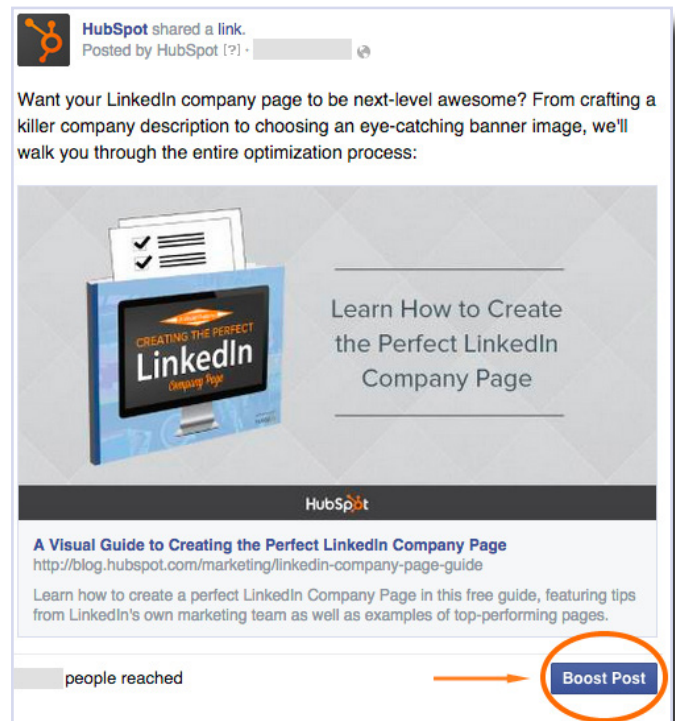 HubSpot shared a link.
Posted by HubSpot [?] ·
Want your LinkedIn company page to be next-level awesome? From crafting a
killer company description to choosing an eye-catching banner image, we'll
walk you through the entire optimization process:
CREATING THE PERFECT
LinkedIn
Company Page
Learn How to Create
the Perfect LinkedIn
Company Page
HubSpot
A Visual Guide to Creating the Perfect LinkedIn Company Page
http://blog.hubspot.com/marketing/linkedin-company-page-guide
Learn how to create a perfect LinkedIn Company Page in this free guide, featuring tips
from LinkedIn's own marketing team as well as examples of top-performing pages.
people reached
Boost Post